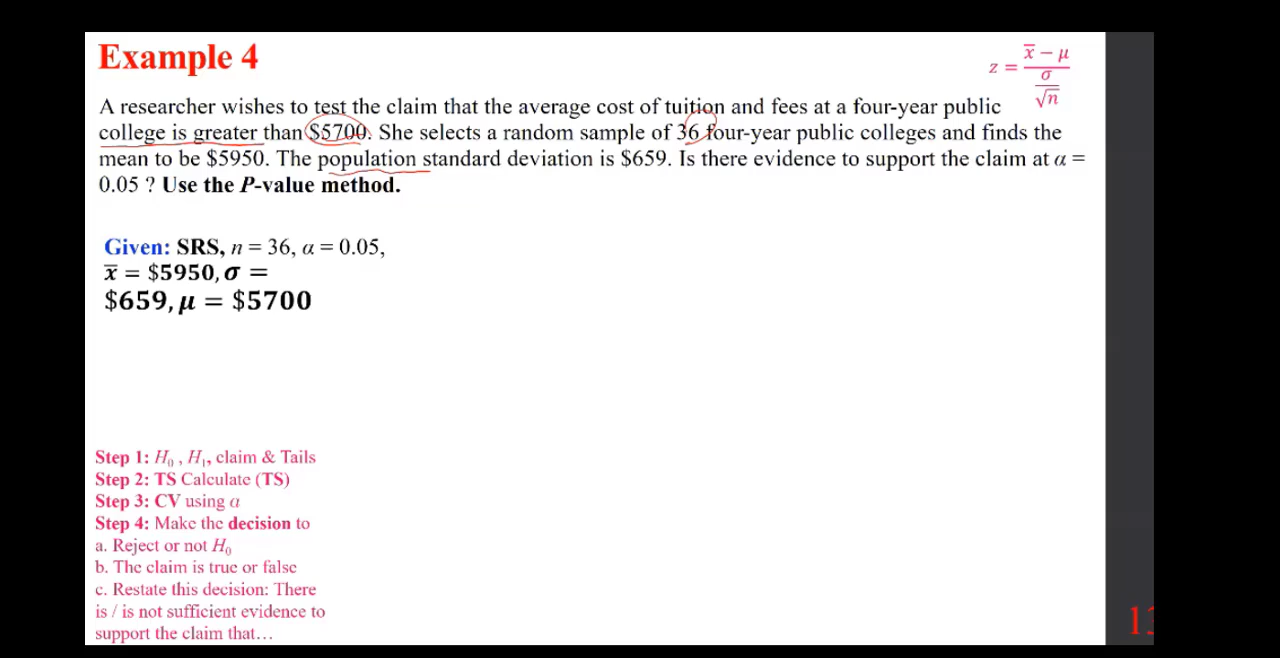 Example 4
z = x̅ − μ / σ / √n
A researcher wishes to test the claim that the average cost of tuition and fees at a four-year public
college is greater than $5700. She selects a random sample of 36 four-year public colleges and finds the
mean to be $5950. The population standard deviation is $659. Is there evidence to support the claim at α =
0.05 ? Use the P-value method.
Given: SRS, n = 36, α = 0.05,
x̅ = $5950, σ =
$659, μ = $5700
Step 1: H₀ , H₁, claim & Tails
Step 2: TS Calculate (TS)
Step 3: CV using α
Step 4: Make the decision to
a. Reject or not H₀
b. The claim is true or false
c. Restate this decision: There
is / is not sufficient evidence to
support the claim that…